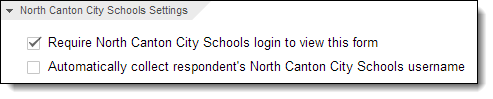 North Canton City Schools Settings
Require North Canton City Schools login to view this form
Automatically collect respondent's North Canton City Schools username